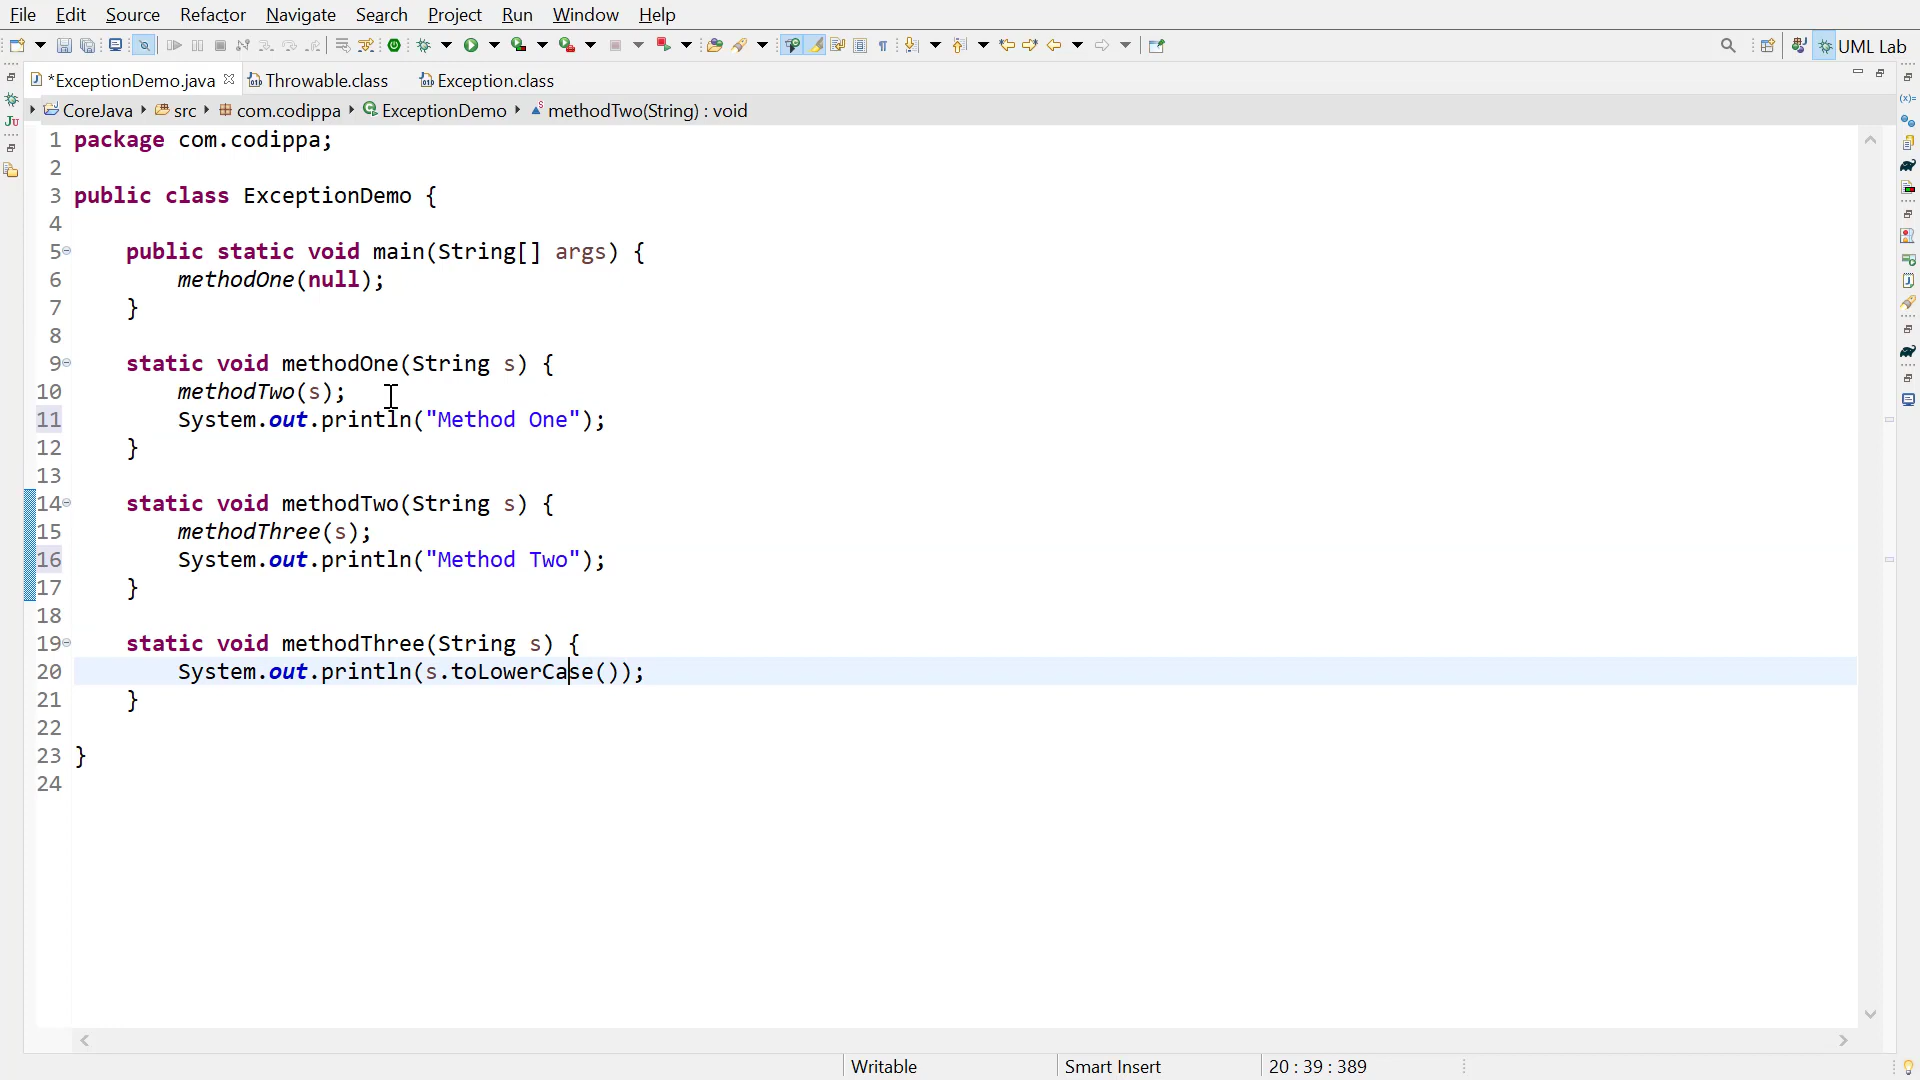 File Edit Source Refactor Navigate Search Project Run Window Help
UML Lab
*ExceptionDemo.java Throwable.class Exception.class
CoreJava src com.codippa ExceptionDemo methodTwo(String) : void
1 package com.codippa;
2
3 public class ExceptionDemo {
4
5 public static void main(String[] args) {
6 methodOne(null);
7 }
8
9 static void methodOne(String s) {
10 methodTwo(s);
11 System.out.println("Method One");
12 }
13
14 static void methodTwo(String s) {
15 methodThree(s);
16 System.out.println("Method Two");
17 }
18
19 static void methodThree(String s) {
20 System.out.println(s.toLowerCase());
21 }
22
23 }
24
Writable Smart Insert 20 : 39 : 389